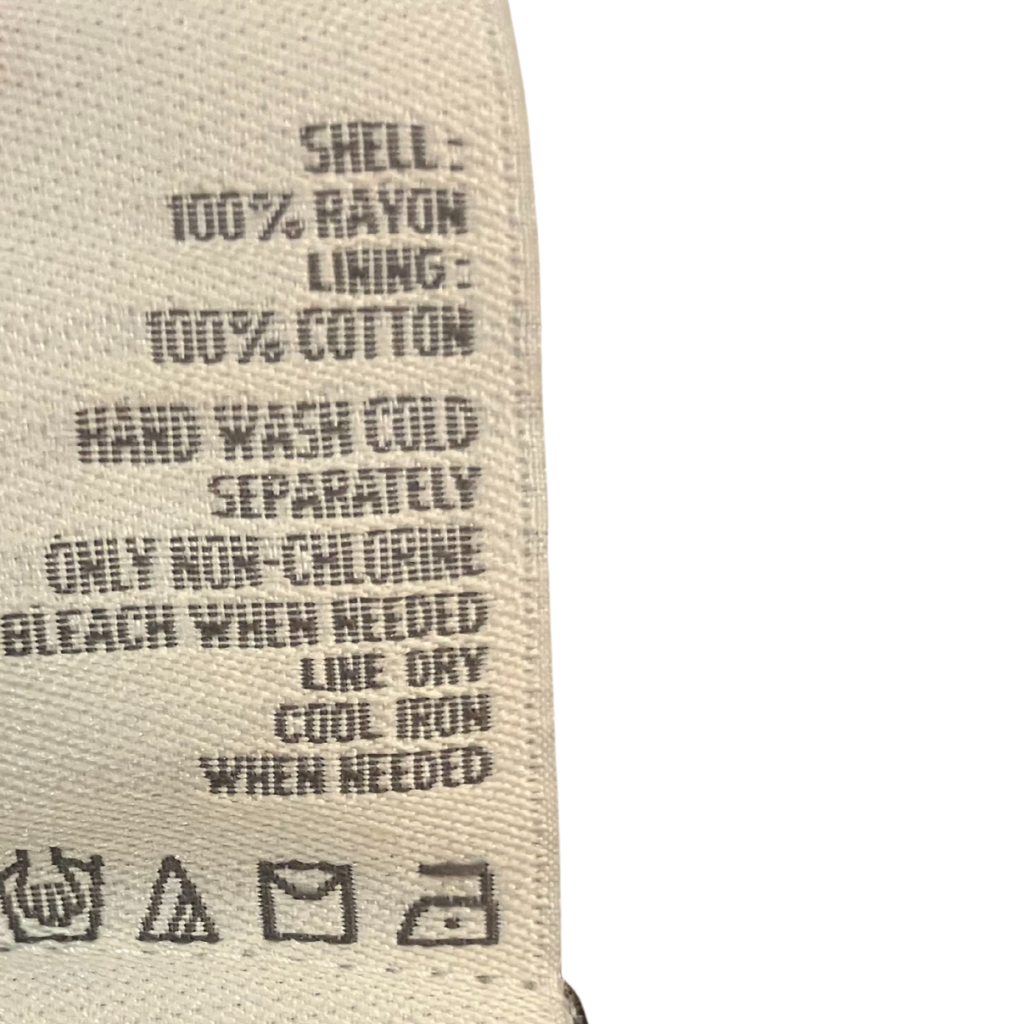 SHELL:
100% RAYON
LINING:
100% COTTON
HAND WASH COLD
SEPARATELY
ONLY NON-CHLORINE
BLEACH WHEN NEEDED
LINE DRY
COOL IRON
WHEN NEEDED